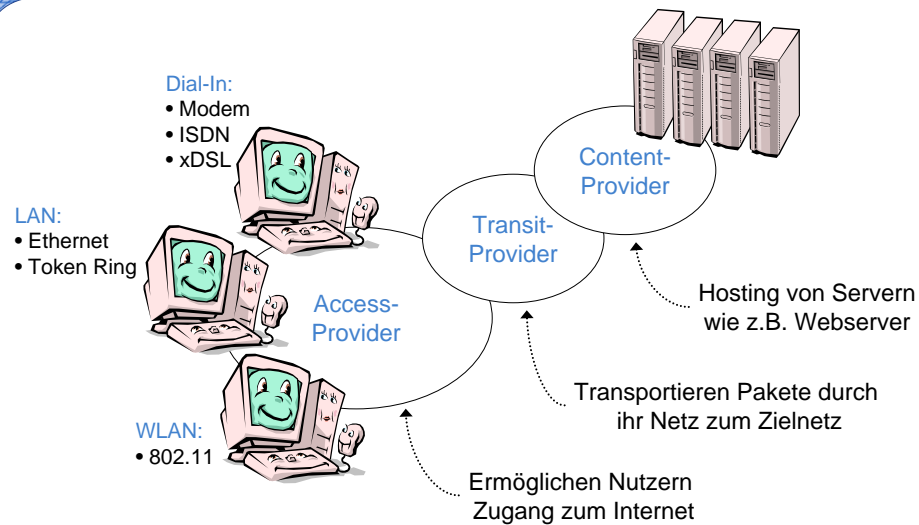 Dial-In:
• Modem
• ISDN
• xDSL
LAN:
• Ethernet
• Token Ring
WLAN:
• 802.11
Access-
Provider
Transit-
Provider
Content-
Provider
Hosting von Servern
wie z.B. Webserver
Transportieren Pakete durch
ihr Netz zum Zielnetz
Ermöglichen Nutzern
Zugang zum Internet